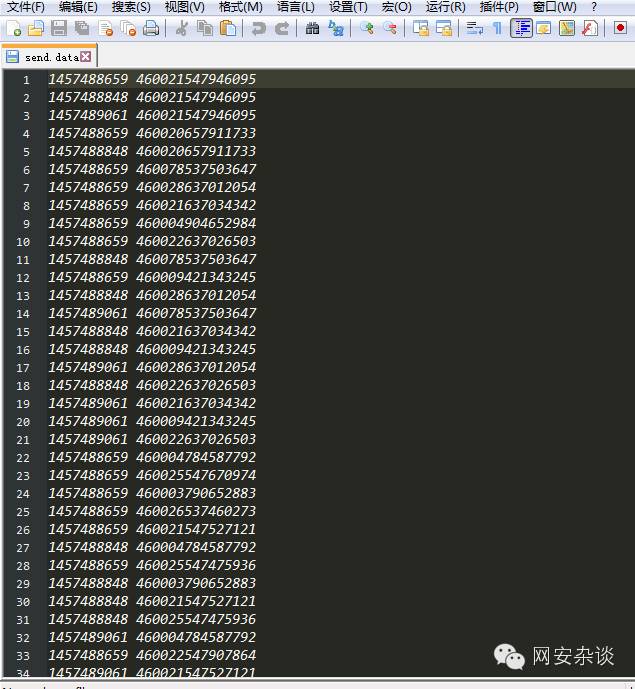 文件(F) 编辑(E) 搜索(S) 视图(V) 格式(M) 语言(L) 设置(T) 宏(O) 运行(R) 插件(P) 窗口(W) ?
send.data
1 1457488659 460021547946095
2 1457488848 460021547946095
3 1457489061 460021547946095
4 1457488659 460020657911733
5 1457488848 460020657911733
6 1457488659 460078537503647
7 1457488659 460028637012054
8 1457488659 460021637034342
9 1457488659 460004904652984
10 1457488659 460022637026503
11 1457488848 460078537503647
12 1457488659 460009421343245
13 1457488848 460028637012054
14 1457489061 460078537503647
15 1457488848 460021637034342
16 1457488848 460009421343245
17 1457489061 460028637012054
18 1457488848 460022637026503
19 1457489061 460021637034342
20 1457489061 460009421343245
21 1457489061 460022637026503
22 1457488659 460004784587792
23 1457488659 460025547670974
24 1457488659 460003790652883
25 1457488659 460026537460273
26 1457488659 460021547527121
27 1457488848 460004784587792
28 1457488659 460025547475936
29 1457488848 460003790652883
30 1457488848 460021547527121
31 1457488848 460025547475936
32 1457489061 460004784587792
33 1457488659 460022547907864
34 1457489061 460021547527121
网安杂谈